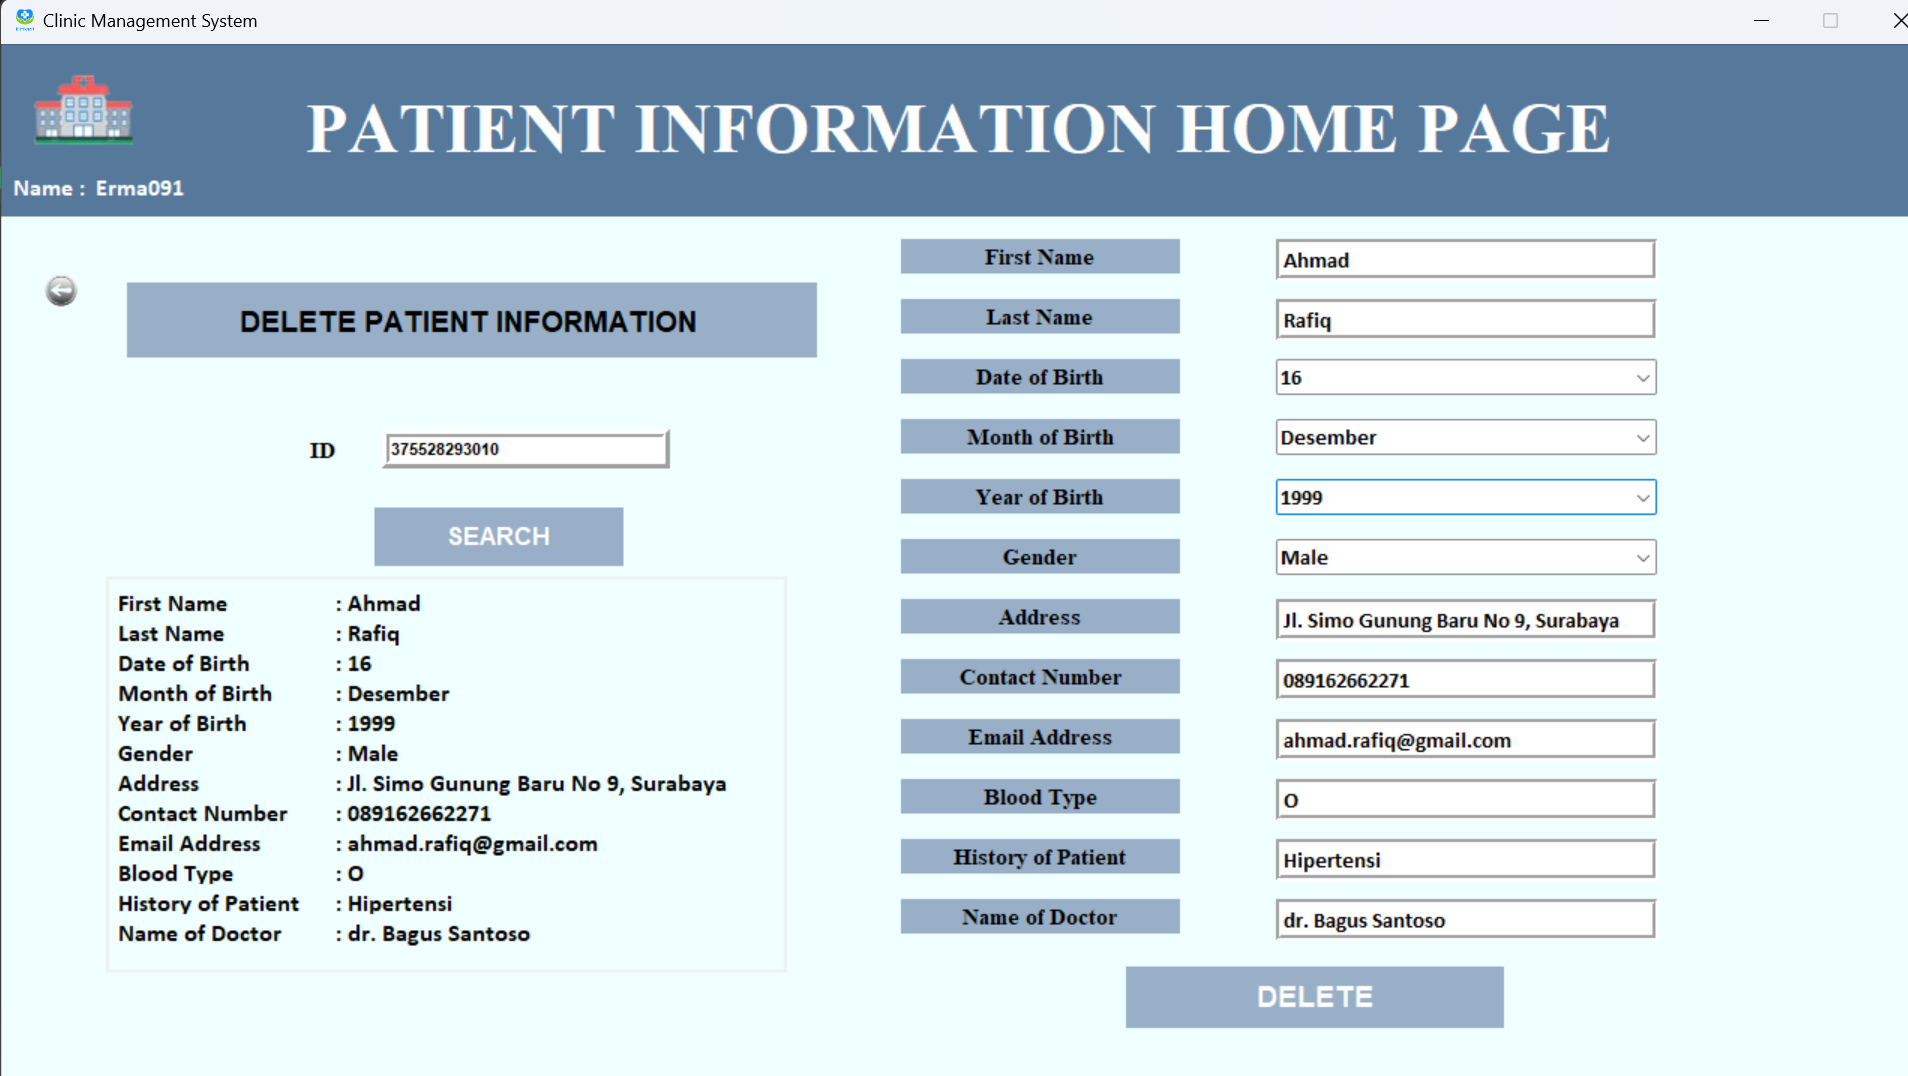 Clinic Management System
PATIENT INFORMATION HOME PAGE
Name : Erma091
DELETE PATIENT INFORMATION
ID 375528293010
SEARCH
First Name : Ahmad
Last Name : Rafiq
Date of Birth : 16
Month of Birth : Desember
Year of Birth : 1999
Gender : Male
Address : Jl. Simo Gunung Baru No 9, Surabaya
Contact Number : 089162662271
Email Address : ahmad.rafiq@gmail.com
Blood Type : O
History of Patient : Hipertensi
Name of Doctor : dr. Bagus Santoso
First Name Ahmad
Last Name Rafiq
Date of Birth 16
Month of Birth Desember
Year of Birth 1999
Gender Male
Address Jl. Simo Gunung Baru No 9, Surabaya
Contact Number 089162662271
Email Address ahmad.rafiq@gmail.com
Blood Type O
History of Patient Hipertensi
Name of Doctor dr. Bagus Santoso
DELETE